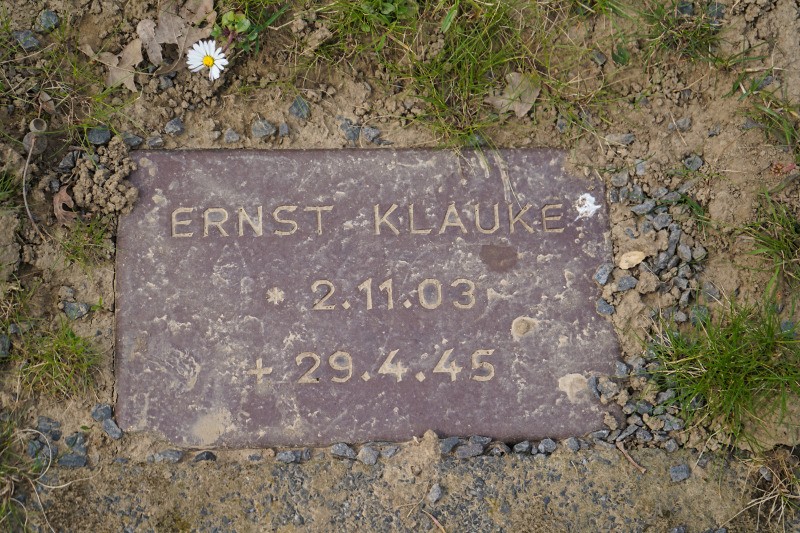 ERNST KLAUKE
* 2.11.03
+ 29.4.45